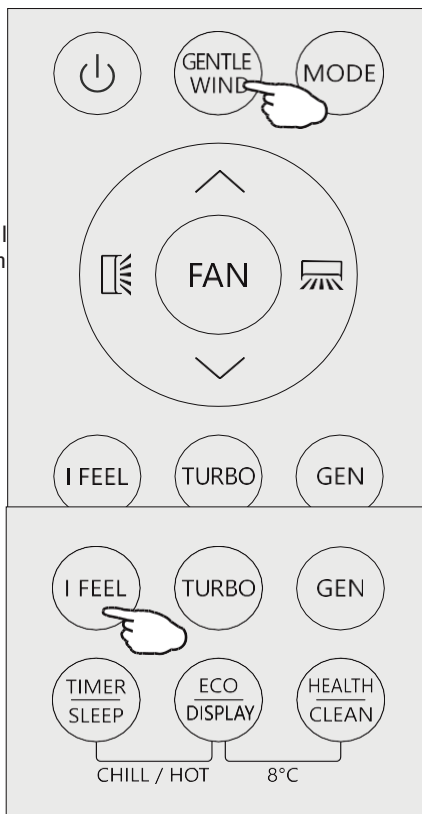 GENTLE
WIND
MODE
l
n
FAN
I FEEL TURBO GEN
I FEEL TURBO GEN
TIMER ECO HEALTH
SLEEP DISPLAY CLEAN
CHILL / HOT 8°C